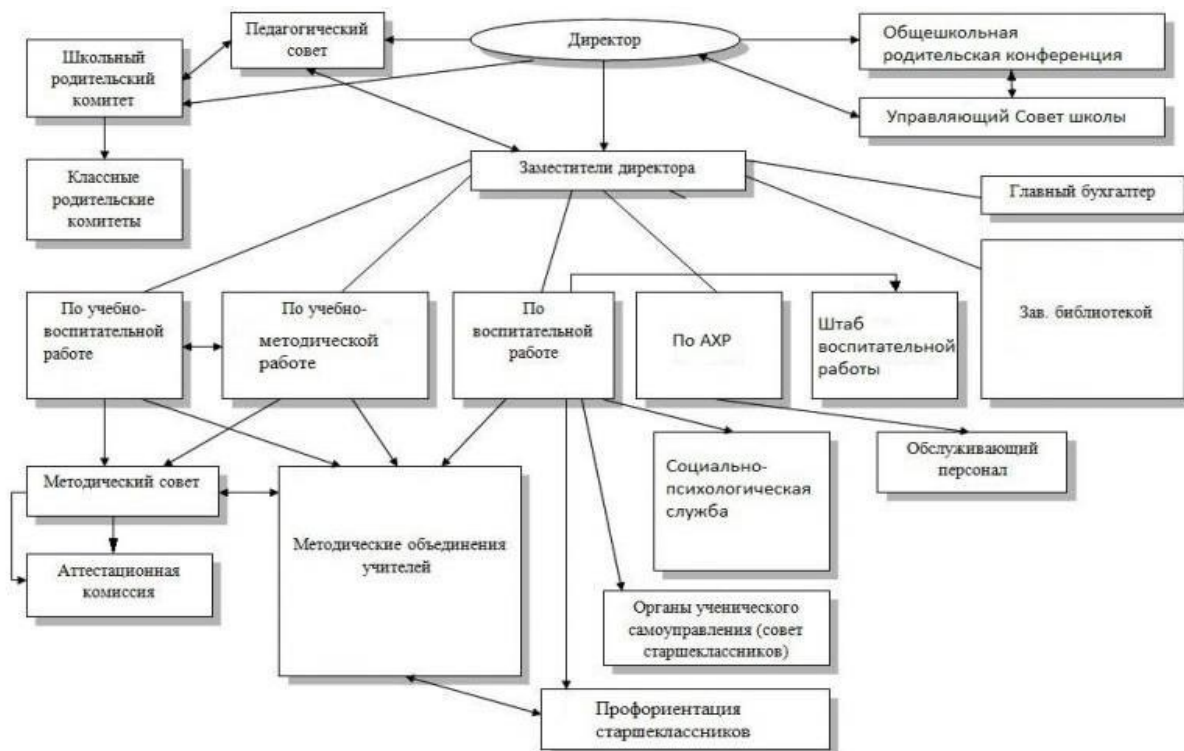 Педагогический
совет
Директор
Общешкольная
родительская конференция
Школьный
родительский
комитет
Управляющий Совет школы
Заместители директора
Классные
родительские
комитеты
Главный бухгалтер
По учебно-
воспитательной
работе
По учебно-
методической
работе
По
воспитательной
работе
По АХР
Штаб
воспитательной
работы
Зав. библиотекой
Методический совет
Социально-
психологическая
служба
Обслуживающий
персонал
Методические объединения
учителей
Аттестационная
комиссия
Органы ученического
самоуправления (совет
старшеклассников)
Профориентация
старшеклассников